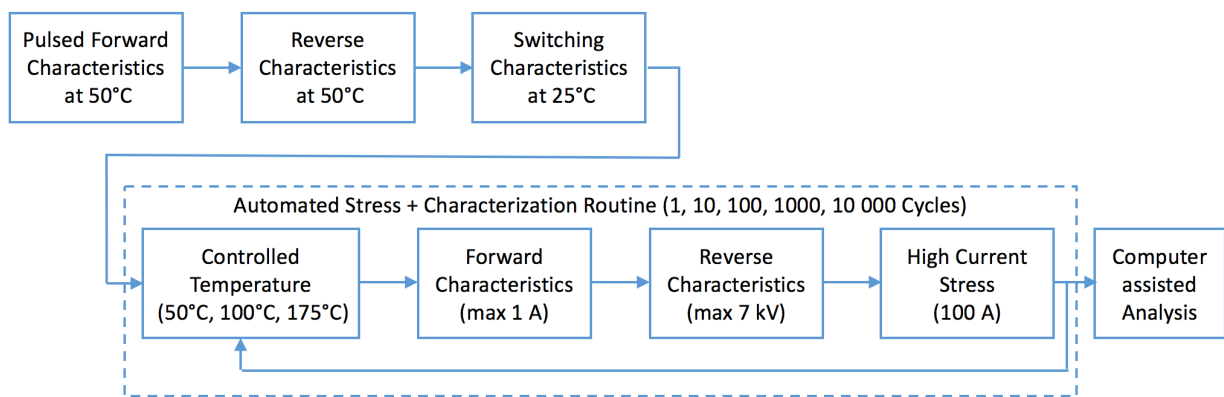 Pulsed Forward
Characteristics
at 50°C
Reverse
Characteristics
at 50°C
Switching
Characteristics
at 25°C
Automated Stress + Characterization Routine (1, 10, 100, 1000, 10 000 Cycles)
Controlled
Temperature
(50°C, 100°C, 175°C)
Forward
Characteristics
(max 1 A)
Reverse
Characteristics
(max 7 kV)
High Current
Stress
(100 A)
Computer
assisted
Analysis